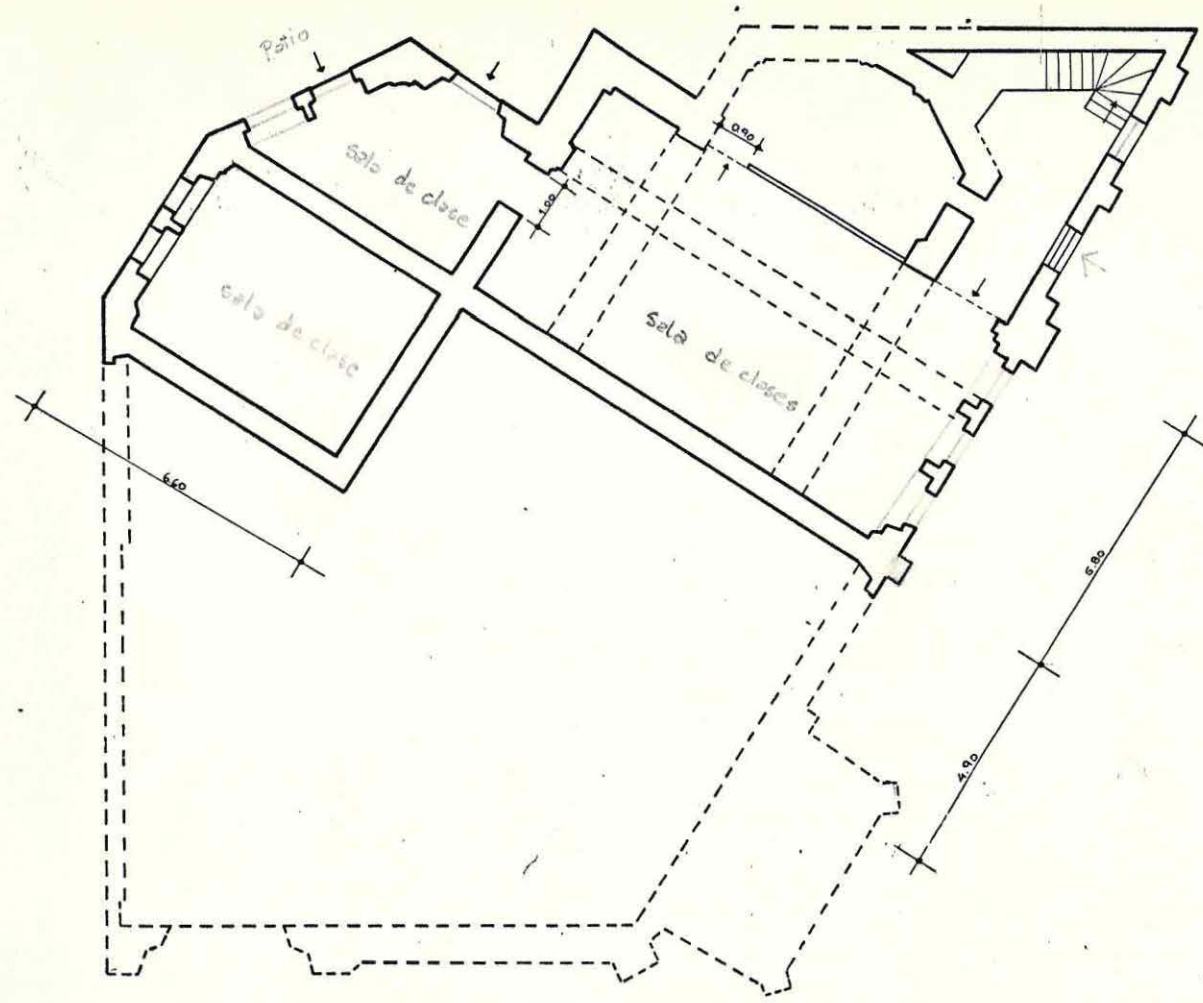 Patio
sala de clase
0.90
1.00
sala de clase
sala de clases
6.60
6.80
4.90